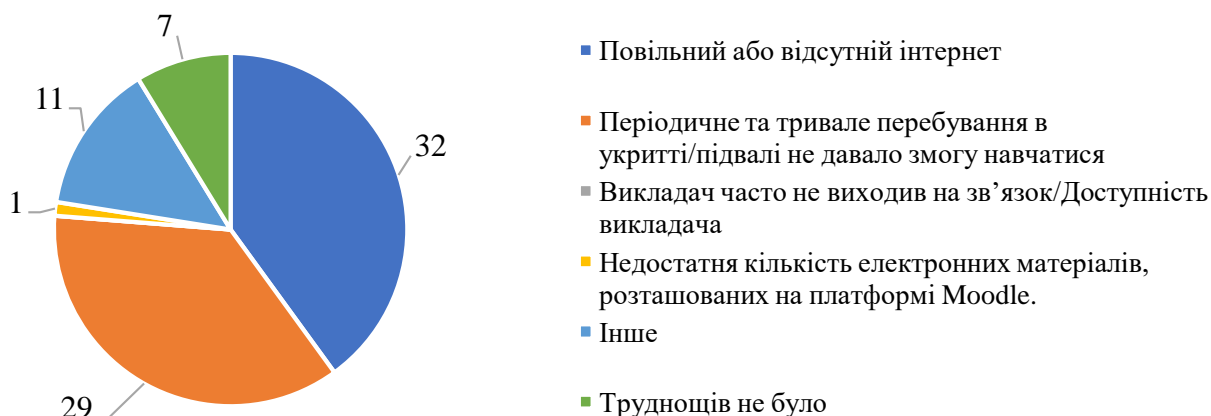 7
11
32
1
29
Повільний або відсутній інтернет
Періодичне та тривале перебування в
укритті/підвалі не давало змогу навчатися
Викладач часто не виходив на зв’язок/Доступність
викладача
Недостатня кількість електронних матеріалів,
розташованих на платформі Moodle.
Інше
Труднощів не було